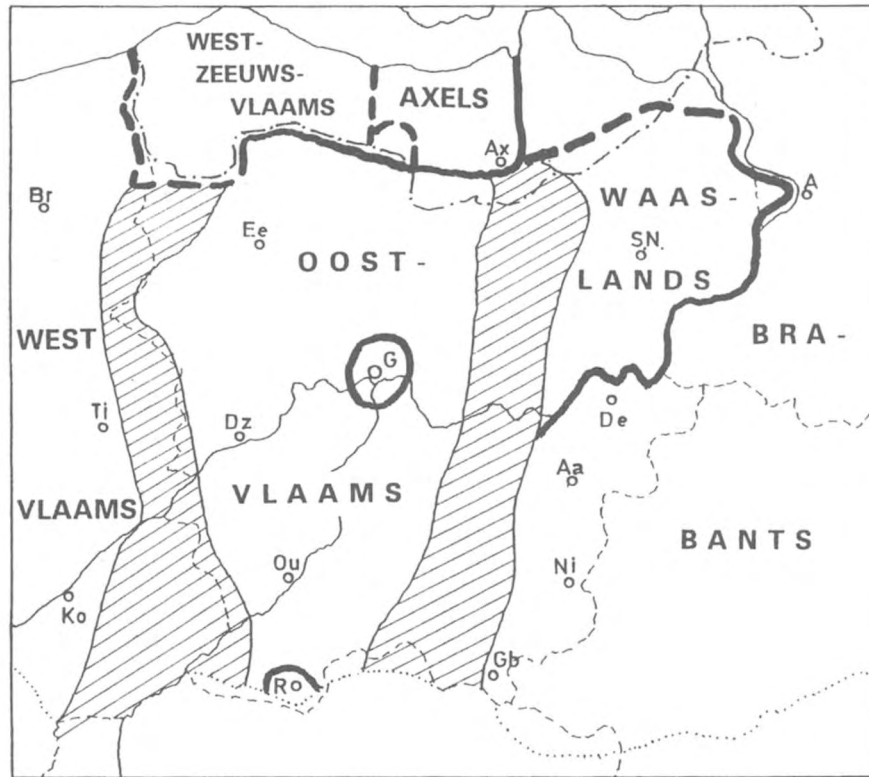 WEST-
ZEEUWS-
VLAAMS
AXELS
Ax
WAAS-
A
Br
Ee
SN.
OOST-
LANDS
WEST
G
BRA-
Ti
Dz
De
Aa
VLAAMS
VLAAMS
BANTS
Ou
Ni
Ko
Gb
R